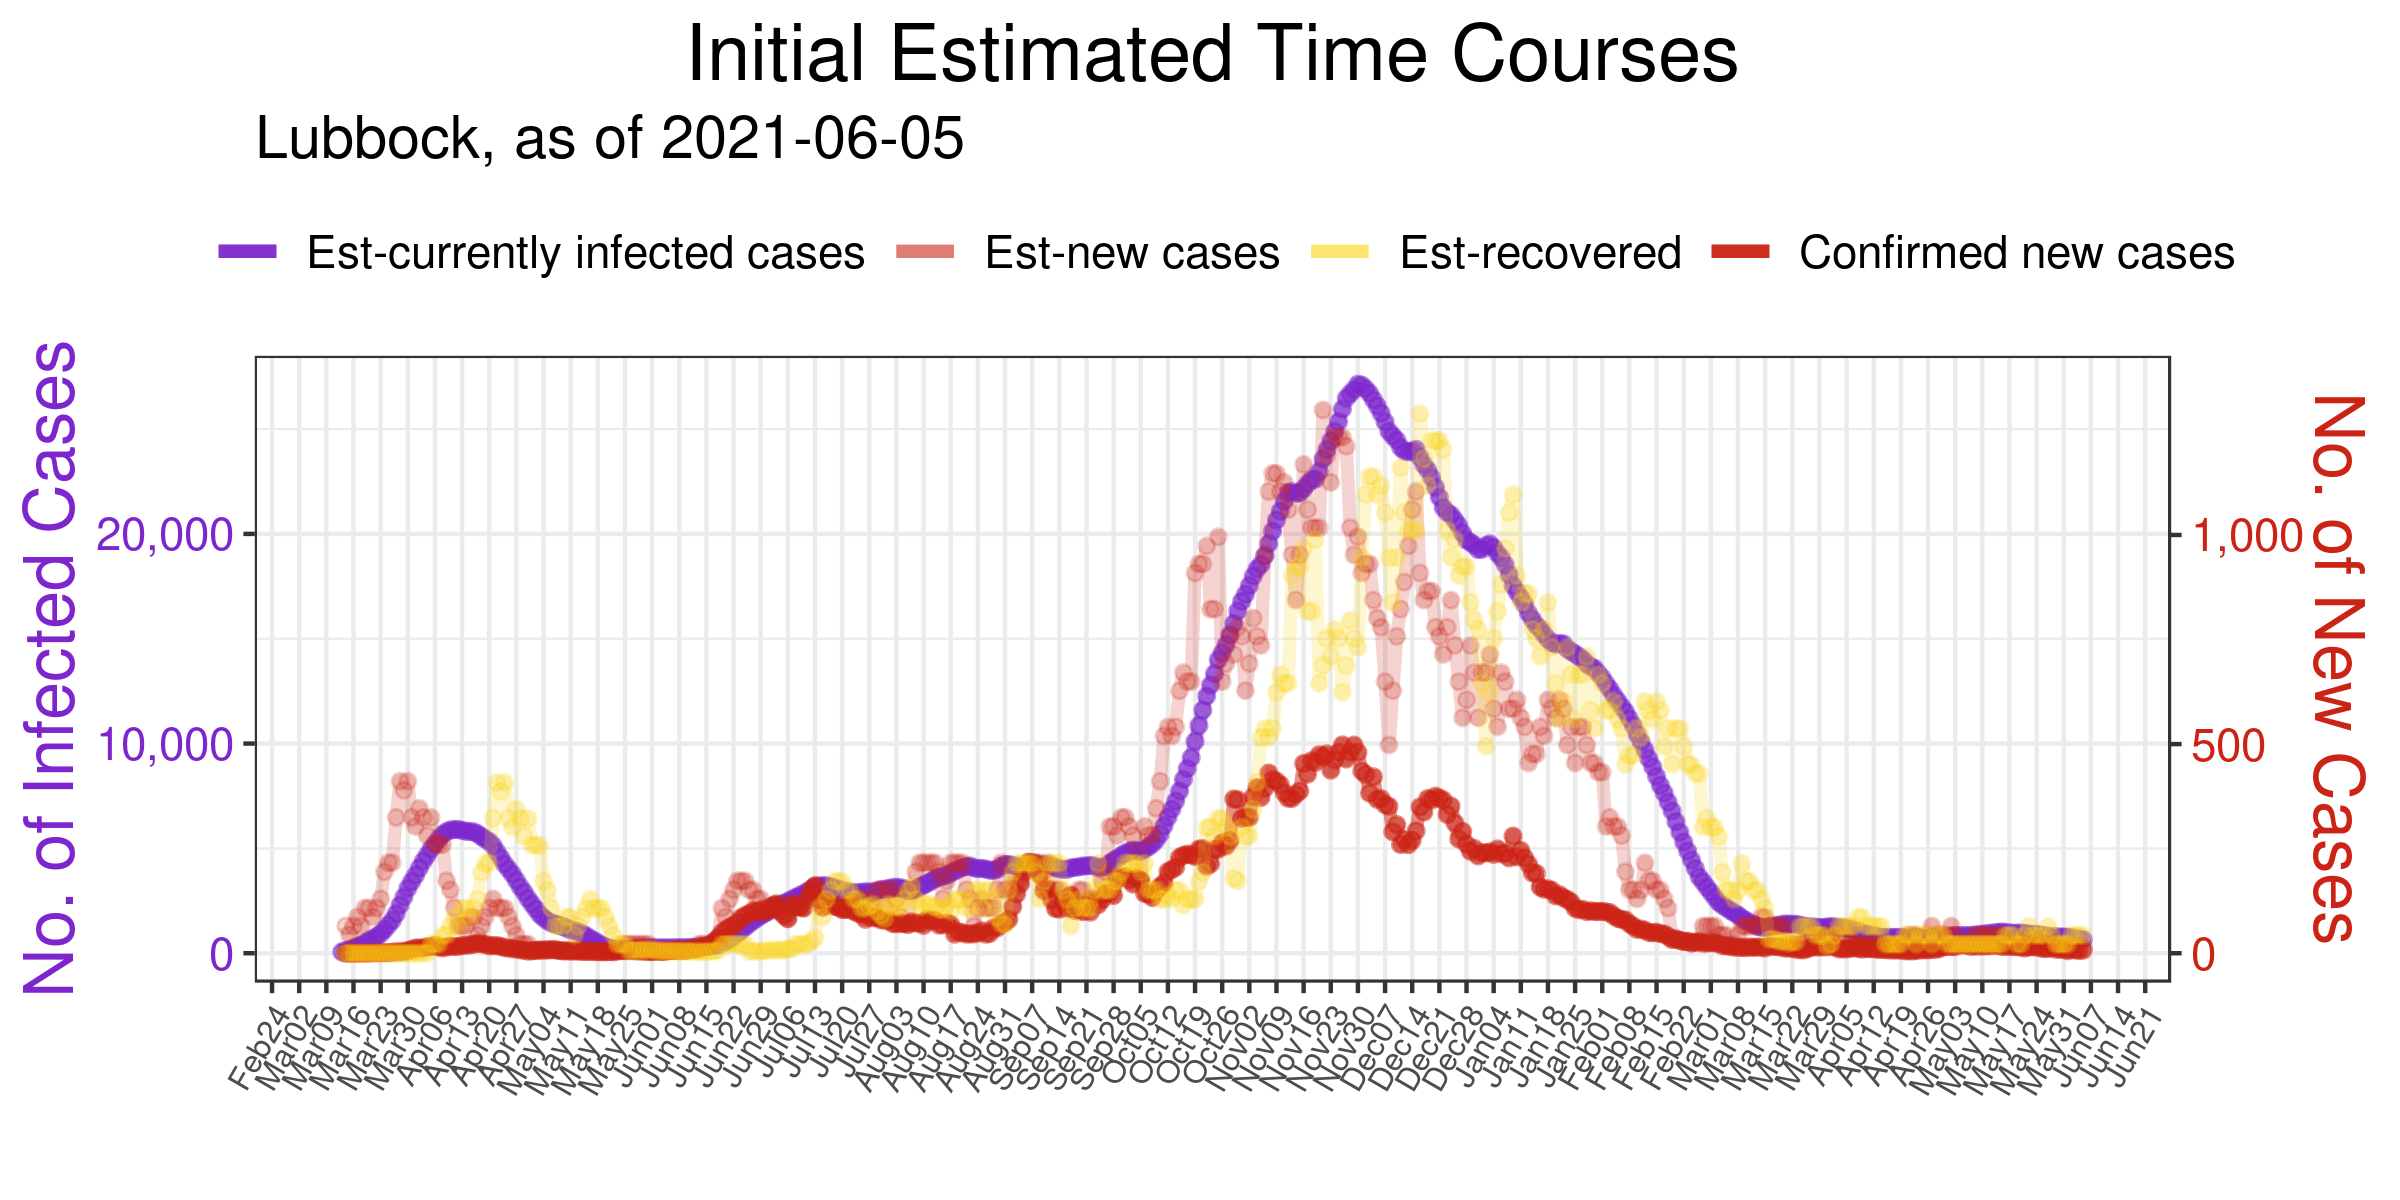 Initial Estimated Time Courses
Lubbock, as of 2021-06-05
Est-currently infected cases
Est-new cases
Est-recovered
Confirmed new cases
No. of Infected Cases
20,000
10,000
0
No. of New Cases
1,000
500
0
Feb24
Mar02
Mar09
Mar16
Mar23
Mar30
Apr06
Apr13
Apr20
Apr27
May04
May11
May18
May25
Jun01
Jun08
Jun15
Jun22
Jun29
Jul06
Jul13
Jul20
Jul27
Aug03
Aug10
Aug17
Aug24
Aug31
Sep07
Sep14
Sep21
Sep28
Oct05
Oct12
Oct19
Oct26
Nov02
Nov09
Nov16
Nov23
Nov30
Dec07
Dec14
Dec21
Dec28
Jan04
Jan11
Jan18
Jan25
Feb01
Feb08
Feb15
Feb22
Mar01
Mar08
Mar15
Mar22
Mar29
Apr05
Apr12
Apr19
Apr26
May03
May10
May17
May24
May31
Jun07
Jun14
Jun21